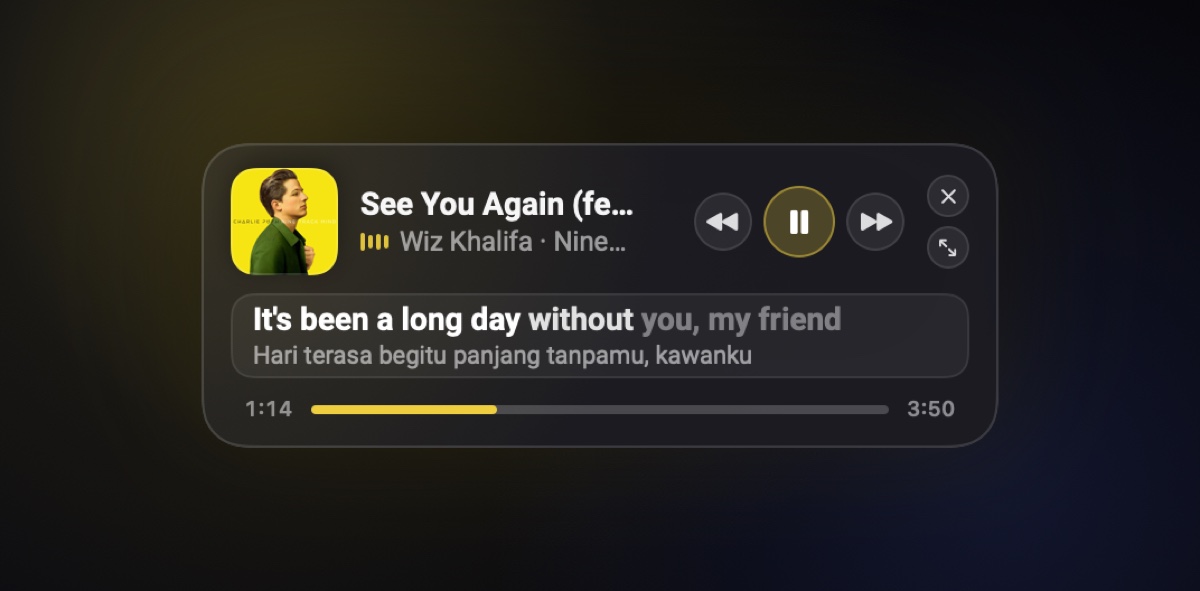 See You Again (fe...
Wiz Khalifa · Nine...
It's been a long day without you, my friend
Hari terasa begitu panjang tanpamu, kawanku
1:14
3:50